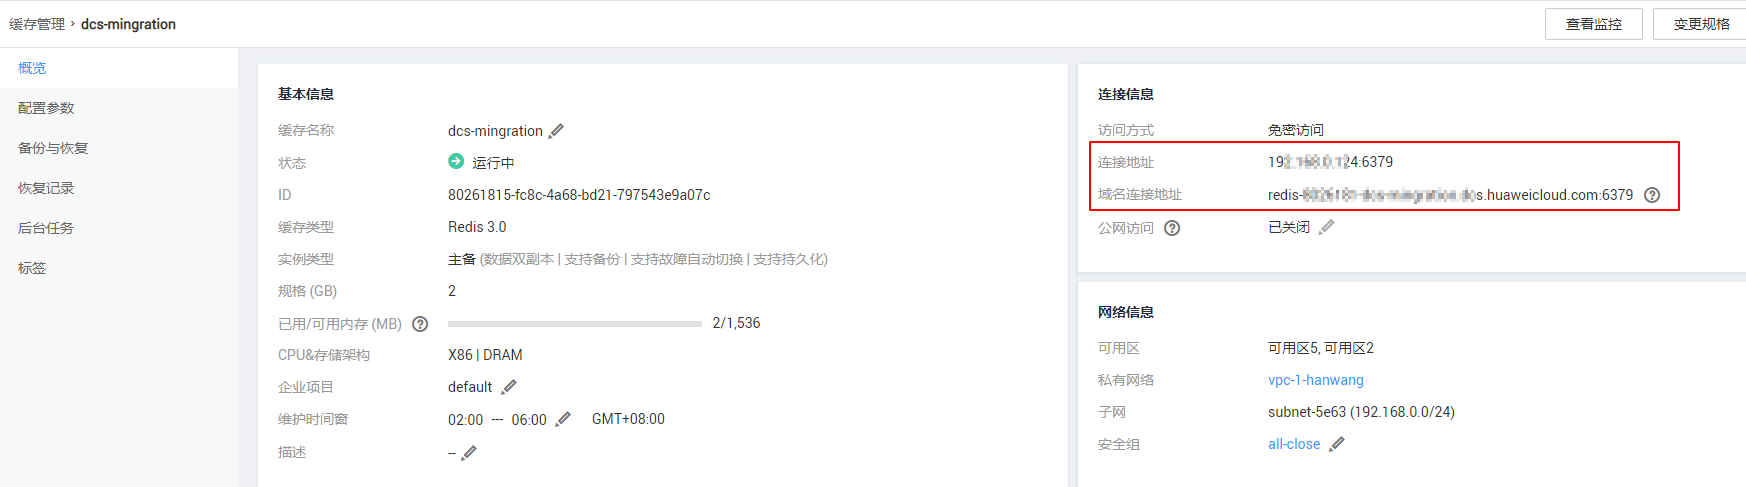 缓存管理 › dcs-mingration
查看监控
变更规格
概览
配置参数
备份与恢复
恢复记录
后台任务
标签
基本信息
缓存名称 dcs-mingration
状态 运行中
ID 80261815-fc8c-4a68-bd21-797543e9a07c
缓存类型 Redis 3.0
实例类型 主备 (数据双副本 | 支持备份 | 支持故障自动切换 | 支持持久化)
规格 (GB) 2
已用/可用内存 (MB) 2/1,536
CPU&存储架构 X86 | DRAM
企业项目 default
维护时间窗 02:00 --- 06:00 GMT+08:00
描述 --
连接信息
访问方式 免密访问
连接地址 19 24:6379
域名连接地址 redis- s.huaweicloud.com:6379
公网访问 已关闭
网络信息
可用区 可用区5, 可用区2
私有网络 vpc-1-hanwang
子网 subnet-5e63 (192.168.0.0/24)
安全组 all-close